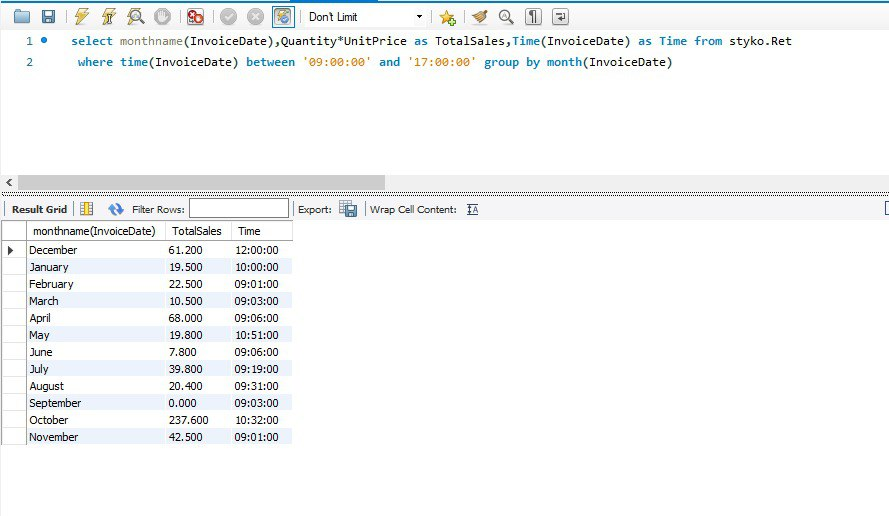 Don't Limit
1 select monthname(InvoiceDate),Quantity*UnitPrice as TotalSales,Time(InvoiceDate) as Time from styko.Ret
2 where time(InvoiceDate) between '09:00:00' and '17:00:00' group by month(InvoiceDate)
Result Grid Filter Rows: Export: Wrap Cell Content: IA
monthname(InvoiceDate) TotalSales Time
December 61.200 12:00:00
January 19.500 10:00:00
February 22.500 09:01:00
March 10.500 09:03:00
April 68.000 09:06:00
May 19.800 10:51:00
June 7.800 09:06:00
July 39.800 09:19:00
August 20.400 09:31:00
September 0.000 09:03:00
October 237.600 10:32:00
November 42.500 09:01:00